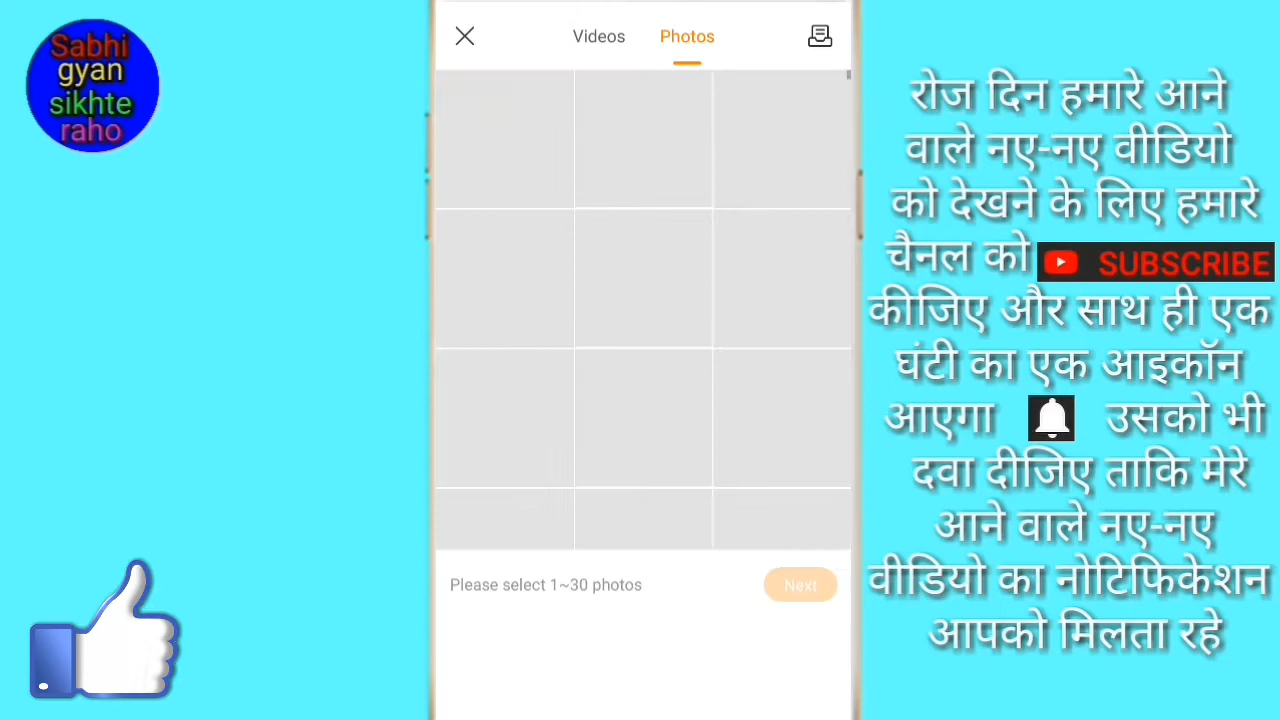 Sabhi
gyan
sikhte
raho
Videos Photos
Please select 1~30 photos
Next
रोज दिन हमारे आने
वाले नए-नए वीडियो
को देखने के लिए हमारे
चैनल को SUBSCRIBE
कीजिए और साथ ही एक
घंटी का एक आइकॉन
आएगा उसको भी
दवा दीजिए ताकि मेरे
आने वाले नए-नए
वीडियो का नोटिफिकेशन
आपको मिलता रहे